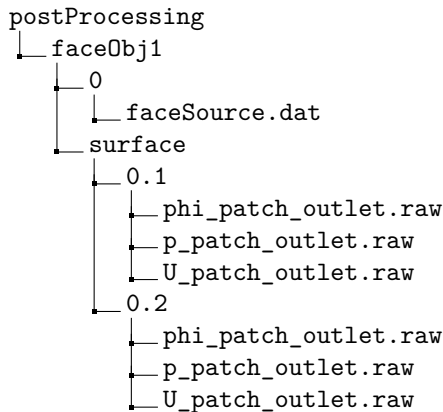 postProcessing
faceObj1
0
faceSource.dat
surface
0.1
phi_patch_outlet.raw
p_patch_outlet.raw
U_patch_outlet.raw
0.2
phi_patch_outlet.raw
p_patch_outlet.raw
U_patch_outlet.raw